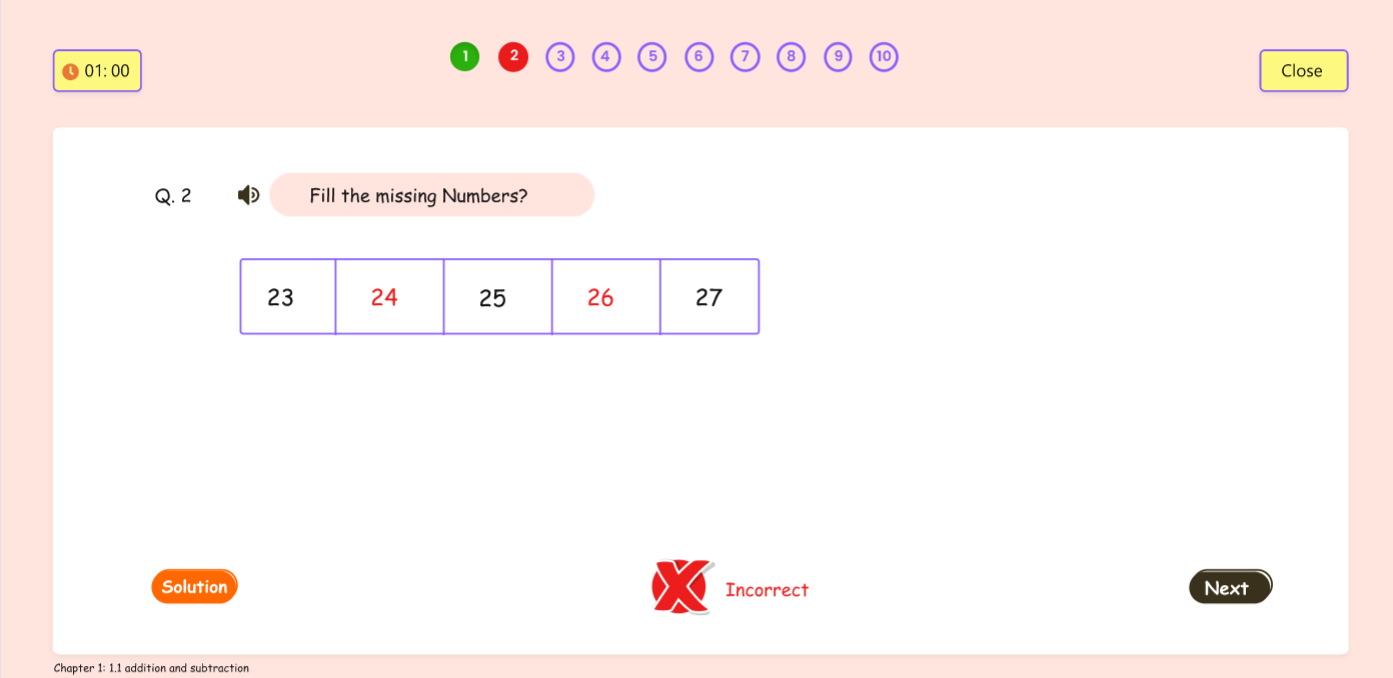 01: 00
1 2 3 4 5 6 7 8 9 10
Close
Q. 2 Fill the missing Numbers?
23 24 25 26 27
Solution
Incorrect
Next
Chapter 1: 1.1 addition and subtraction